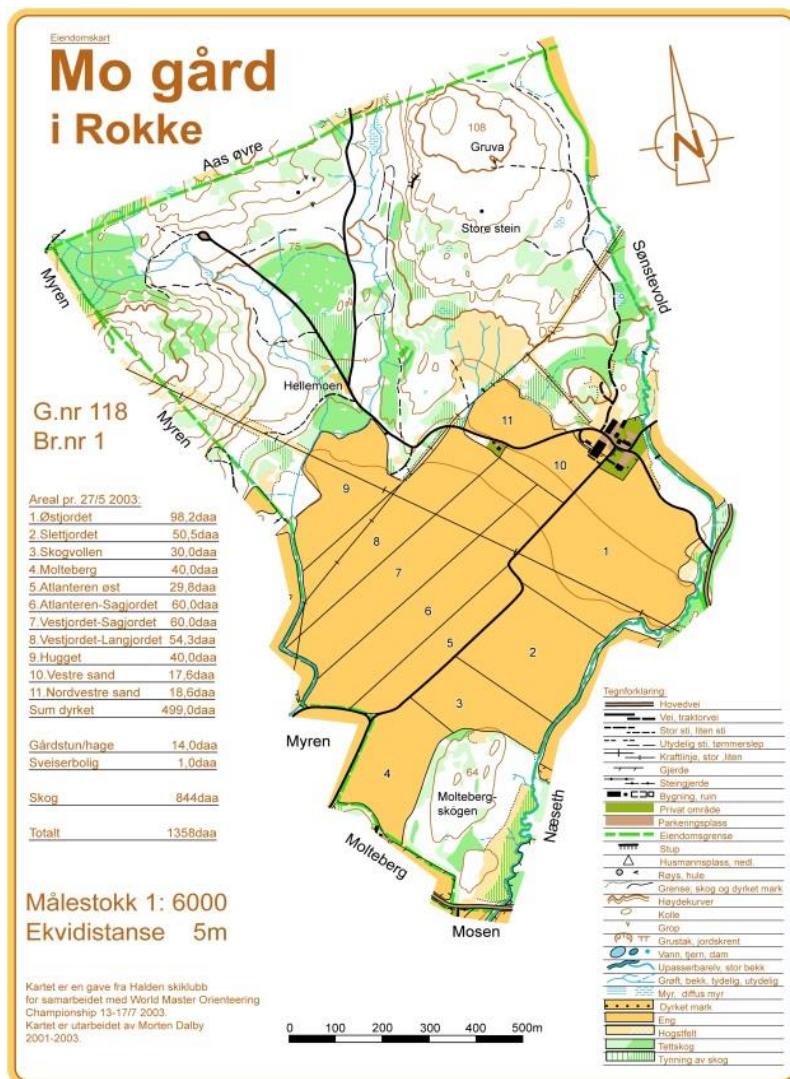 Eiendomskart
Mo gård
i Rokke
Aas øvre
108
Gruva
N
Store stein
Sønstevold
75
Myren
Hellemoen
Myren
G.nr 118
Br.nr 1
11
10
9
8
1
7
6
5
2
3
4
Areal pr. 27/5 2003:
1.Østjordet 98,2daa
2.Slettjordet 50,5daa
3.Skogvollen 30,0daa
4.Molteberg 40,0daa
5.Atlanteren øst 29,8daa
6.Atlanteren-Sagjordet 60,0daa
7.Vestjordet-Sagjordet 60,0daa
8.Vestjordet-Langjordet 54,3daa
9.Hugget 40,0daa
10.Vestre sand 17,6daa
11.Nordvestre sand 18,6daa
Sum dyrket 499,0daa
Gårdstun/hage 14,0daa
Sveiserbolig 1,0daa
Skog 844daa
Totalt 1358daa
Myren
64
Molteberg-
skögen
Næseth
Molteberg
Mosen
Målestokk 1: 6000
Ekvidistanse 5m
Kartet er en gave fra Halden skiklubb
for samarbeidet med World Master Orienteering
Championship 13-17/7 2003.
Kartet er utarbeidet av Morten Dalby
2001-2003.
0 100 200 300 400 500m
Tegnforklaring:
Hovedvei
Vei, traktorvei
Stor sti, liten sti
Utydelig sti, tømmerslep
Kraftlinje, stor ,liten
Gjerde
Steingjerde
Bygning, ruin
Privat område
Parkeringsplass
Eiendomsgrense
Stup
Husmannsplass, nedl.
Røys, hule
Grense, skog og dyrket mark
Høydekurver
Kolle
Grop
Grustak, jordskrent
Vann, tjern, dam
Upasserbarelv, stor bekk
Grøft, bekk, tydelig, utydelig
Myr, diffus myr
Dyrket mark
Eng
Hogstfelt
Tettskog
Tynning av skog